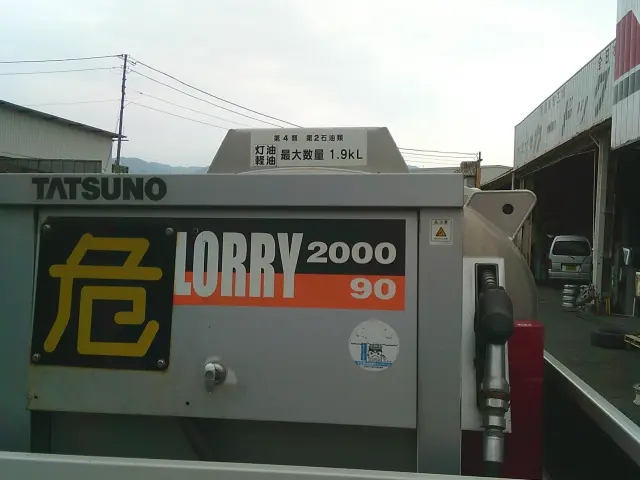 第4類 第2石油類
灯油
軽油 最大数量 1.9kL
TATSUNO
危
LORRY 2000
90